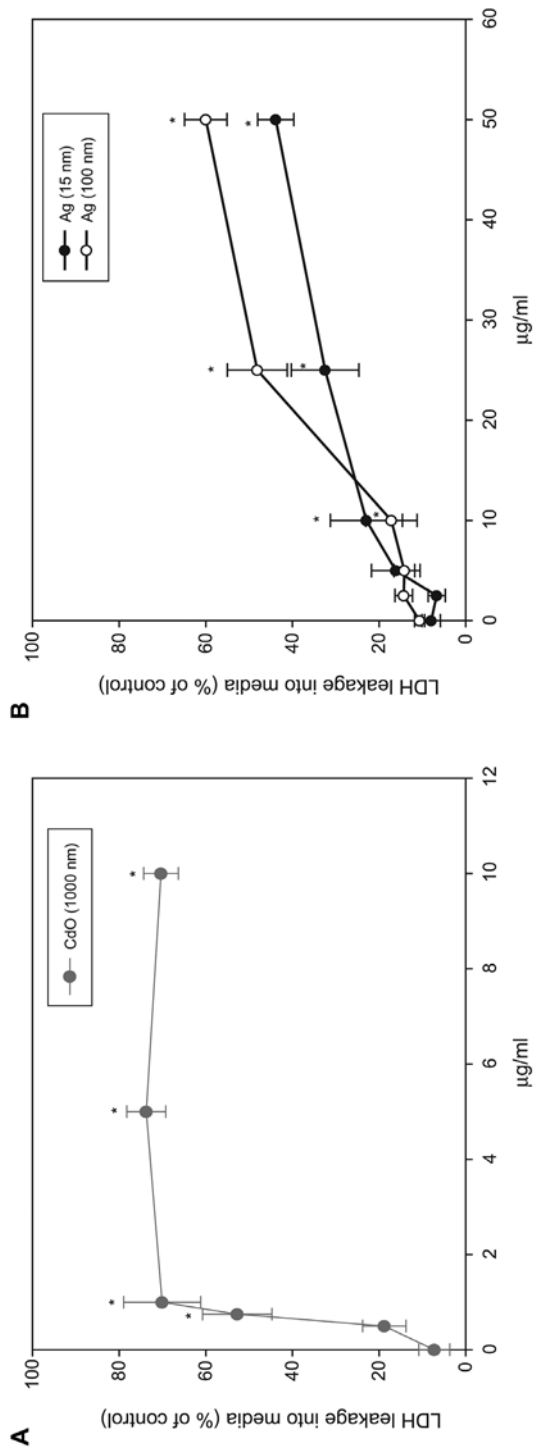 A
LDH leakage into media (% of control)
100
80
60
40
20
0
CdO (1000 nm)
*
*
*
*
0 2 4 6 8 10 12
µg/ml
B
LDH leakage into media (% of control)
100
80
60
40
20
0
Ag (15 nm)
Ag (100 nm)
*
*
*
*
*
*
0 10 20 30 40 50 60
µg/ml